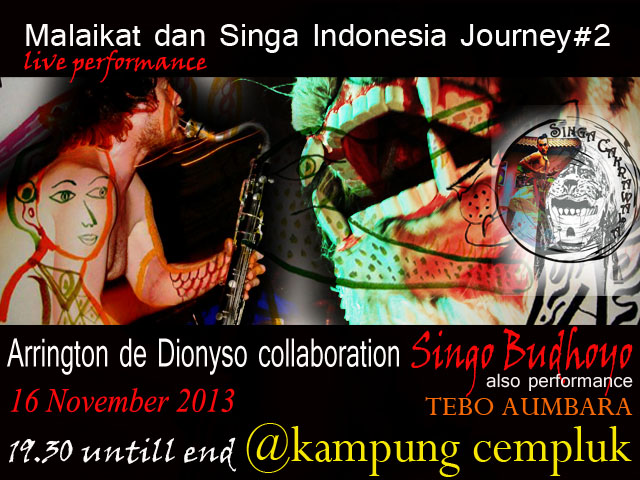 Malaikat dan Singa Indonesia Journey#2
live performance
SINGA CAKRAWALA
Arrington de Dionyso collaboration Singo Budhoyo
also performance
16 November 2013 TEBO AUMBARA
19.30 untill end @kampung cempluk